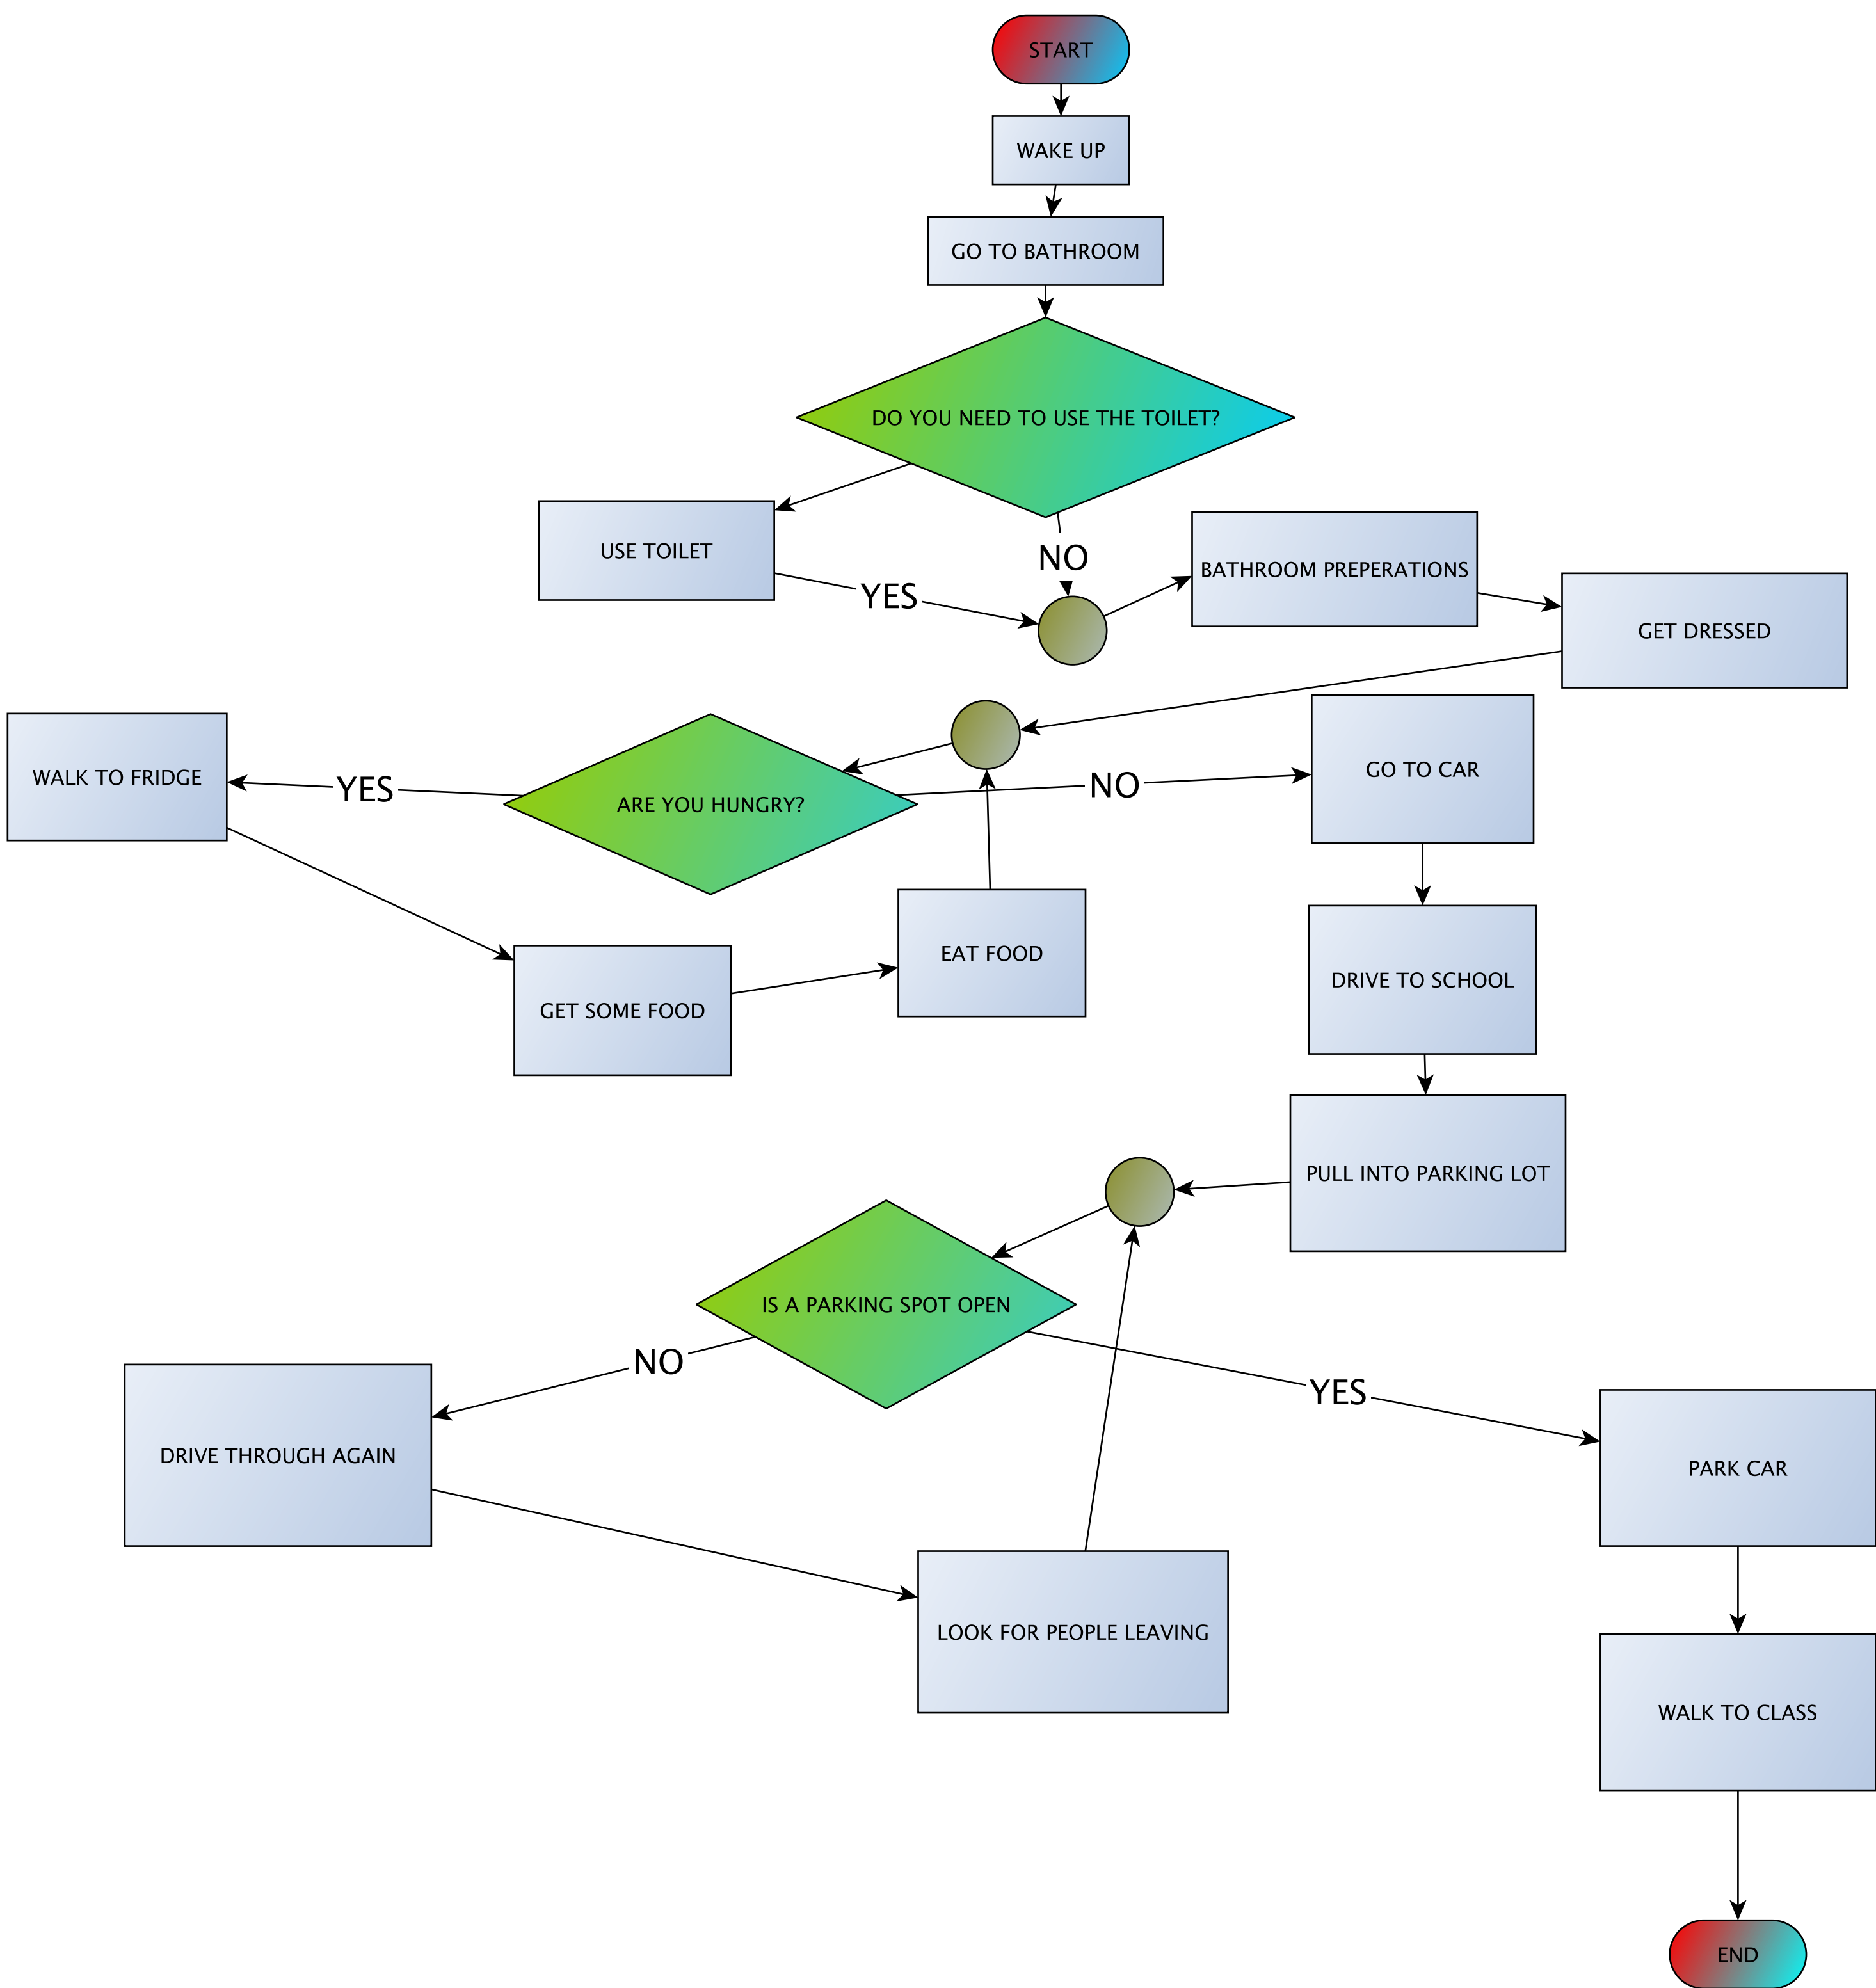 START
WAKE UP
GO TO BATHROOM
DO YOU NEED TO USE THE TOILET?
USE TOILET
NO
YES
BATHROOM PREPERATIONS
GET DRESSED
WALK TO FRIDGE
YES
ARE YOU HUNGRY?
NO
GO TO CAR
EAT FOOD
GET SOME FOOD
DRIVE TO SCHOOL
PULL INTO PARKING LOT
IS A PARKING SPOT OPEN
NO
YES
DRIVE THROUGH AGAIN
PARK CAR
LOOK FOR PEOPLE LEAVING
WALK TO CLASS
END